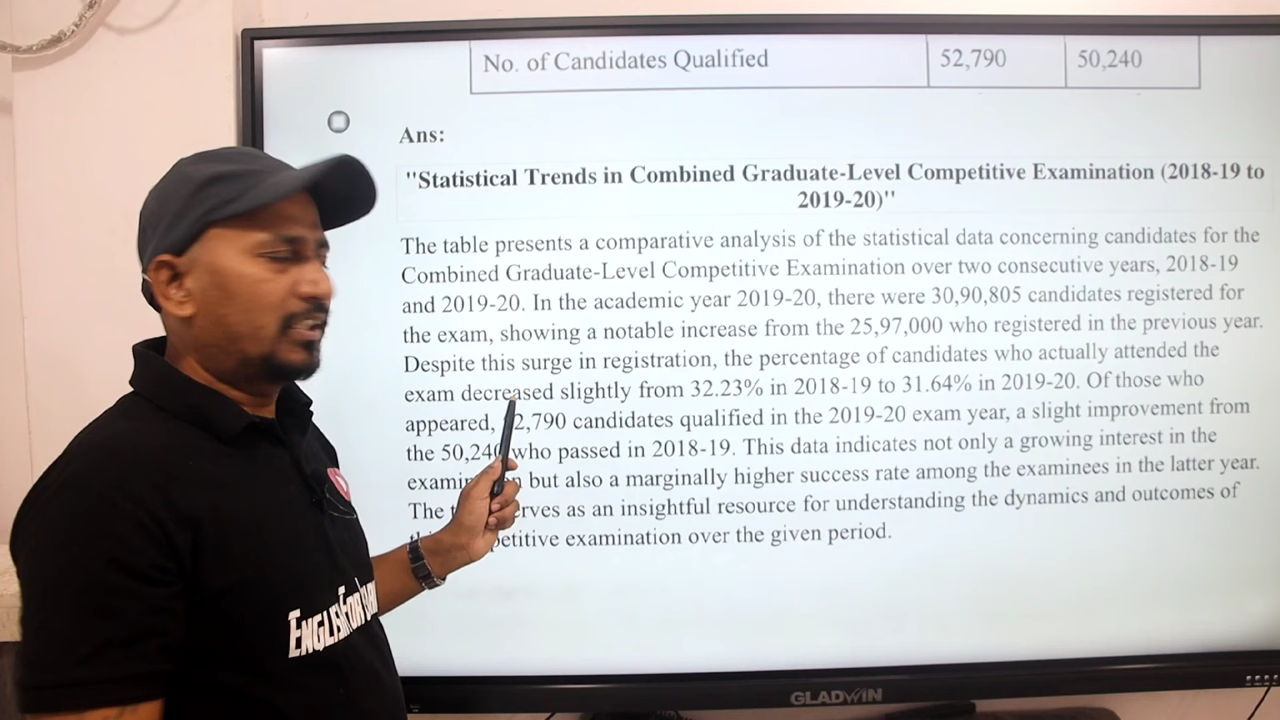 No. of Candidates Qualified 52,790 50,240
Ans:
"Statistical Trends in Combined Graduate-Level Competitive Examination (2018-19 to
2019-20)"
The table presents a comparative analysis of the statistical data concerning candidates for the
Combined Graduate-Level Competitive Examination over two consecutive years, 2018-19
and 2019-20. In the academic year 2019-20, there were 30,90,805 candidates registered for
the exam, showing a notable increase from the 25,97,000 who registered in the previous year.
Despite this surge in registration, the percentage of candidates who actually attended the
exam decreased slightly from 32.23% in 2018-19 to 31.64% in 2019-20. Of those who
appeared, 2,790 candidates qualified in the 2019-20 exam year, a slight improvement from
the 50,240 who passed in 2018-19. This data indicates not only a growing interest in the
but also a marginally higher success rate among the examinees in the latter year.
The as an insightful resource for understanding the dynamics and outcomes of
examination over the given period.
ENGLISH FOR
GLADWIN